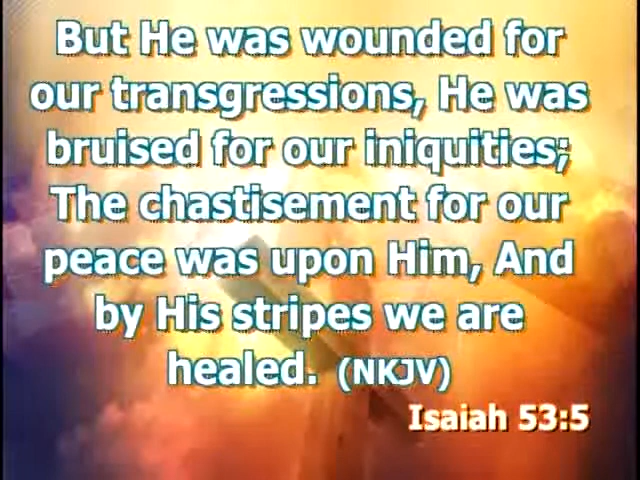 But He was wounded for
our transgressions, He was
bruised for our iniquities;
The chastisement for our
peace was upon Him, And
by His stripes we are
healed. (NKJV)
Isaiah 53:5